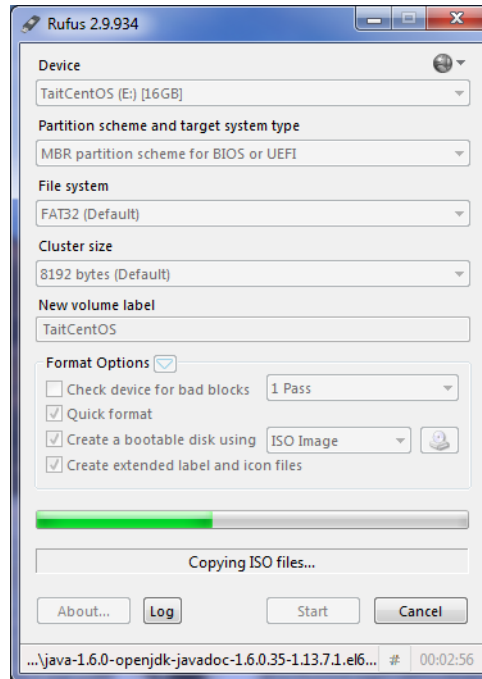 Rufus 2.9.934
Device
TaitCentOS (E:) [16GB]
Partition scheme and target system type
MBR partition scheme for BIOS or UEFI
File system
FAT32 (Default)
Cluster size
8192 bytes (Default)
New volume label
TaitCentOS
Format Options
Check device for bad blocks 1 Pass
Quick format
Create a bootable disk using ISO Image
Create extended label and icon files
Copying ISO files...
About... Log Start Cancel
...\java-1.6.0-openjdk-javadoc-1.6.0.35-1.13.7.1.el6... # 00:02:56